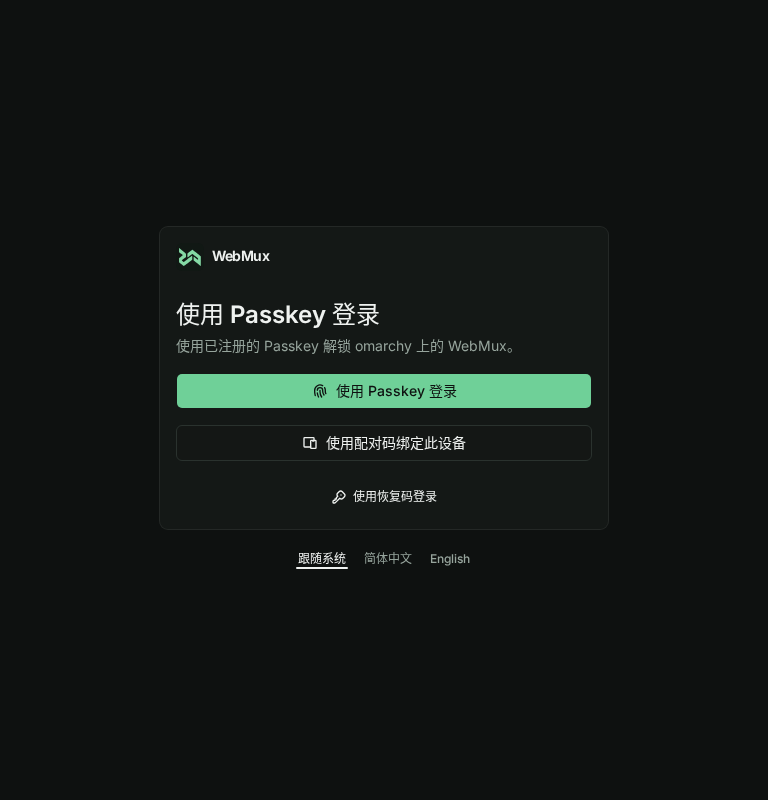 WebMux
使用 Passkey 登录
使用已注册的 Passkey 解锁 omarchy 上的 WebMux。
使用 Passkey 登录
使用配对码绑定此设备
使用恢复码登录
跟随系统 简体中文 English